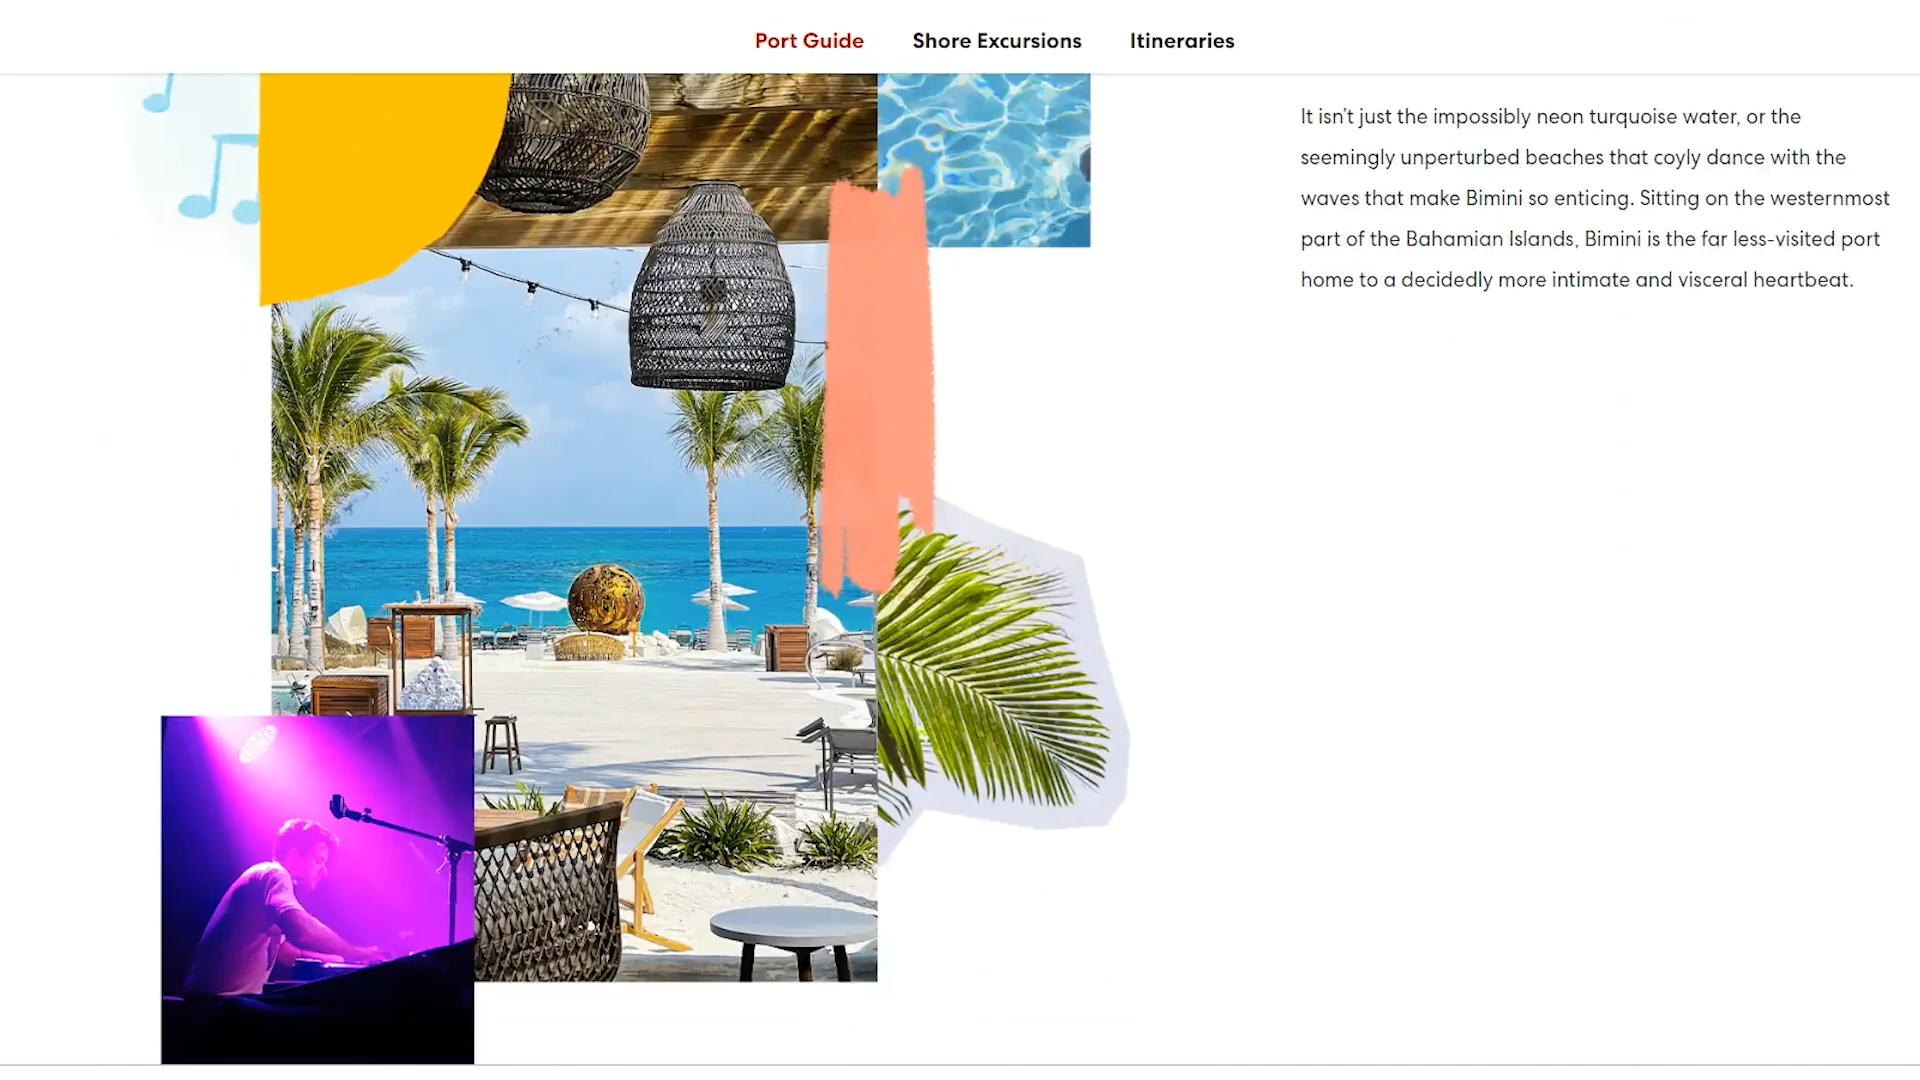 Port Guide Shore Excursions Itineraries
It isn't just the impossibly neon turquoise water, or the
seemingly unperturbed beaches that coyly dance with the
waves that make Bimini so enticing. Sitting on the westernmost
part of the Bahamian Islands, Bimini is the far less-visited port
home to a decidedly more intimate and visceral heartbeat.